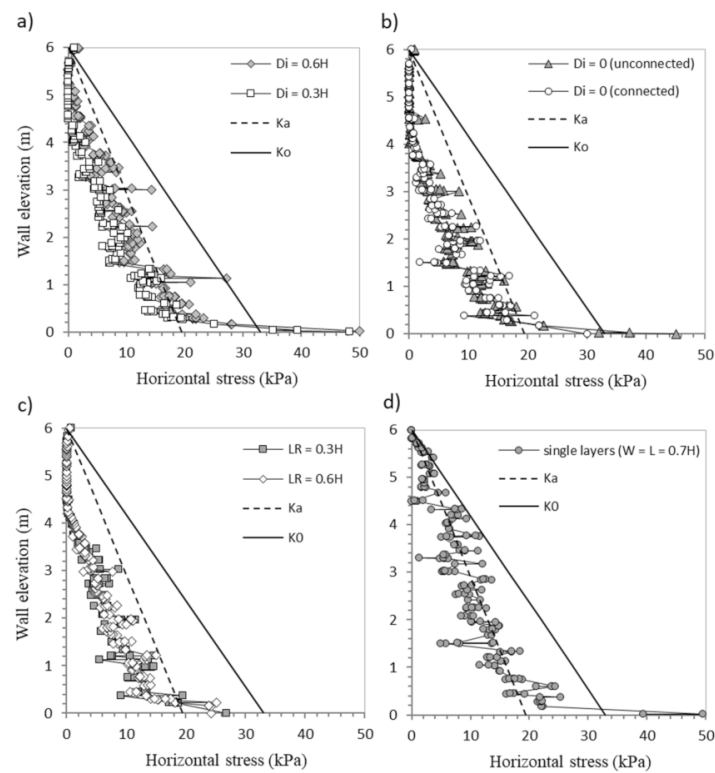 a)
6
5
4
3
2
1
0
Wall elevation (m)
Di = 0.6H
Di = 0.3H
Ka
Ko
0 10 20 30 40 50
Horizontal stress (kPa)
b)
6
5
4
3
2
1
0
Di = 0 (unconnected)
Di = 0 (connected)
Ka
Ko
0 10 20 30 40 50
Horizontal stress (kPa)
c)
6
5
4
3
2
1
0
Wall elevation (m)
LR = 0.3H
LR = 0.6H
Ka
K0
0 10 20 30 40 50
Horizontal stress (kPa)
d)
6
5
4
3
2
1
0
single layers (W = L = 0.7H)
Ka
K0
0 10 20 30 40 50
Horizontal stress (kPa)